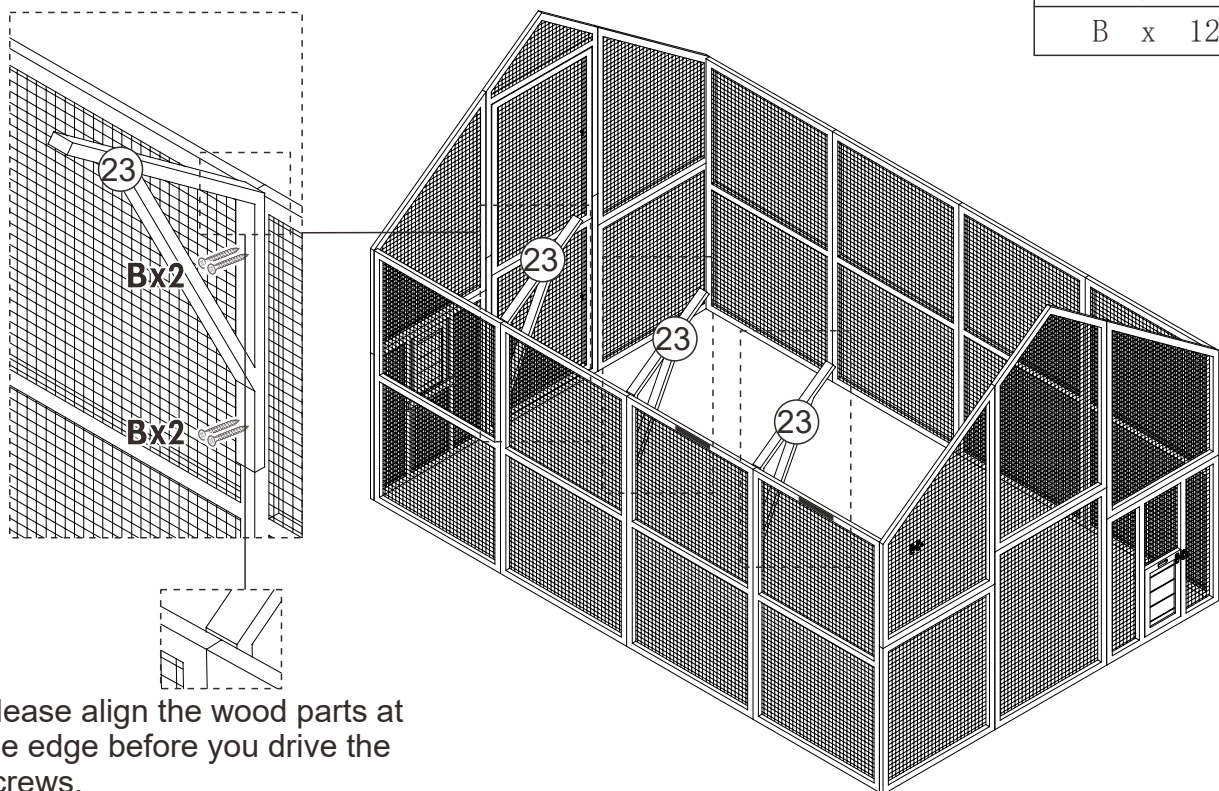 B x 12
23
Bx2
Bx2
23
23
23
lease align the wood parts at
e edge before you drive the
crews.